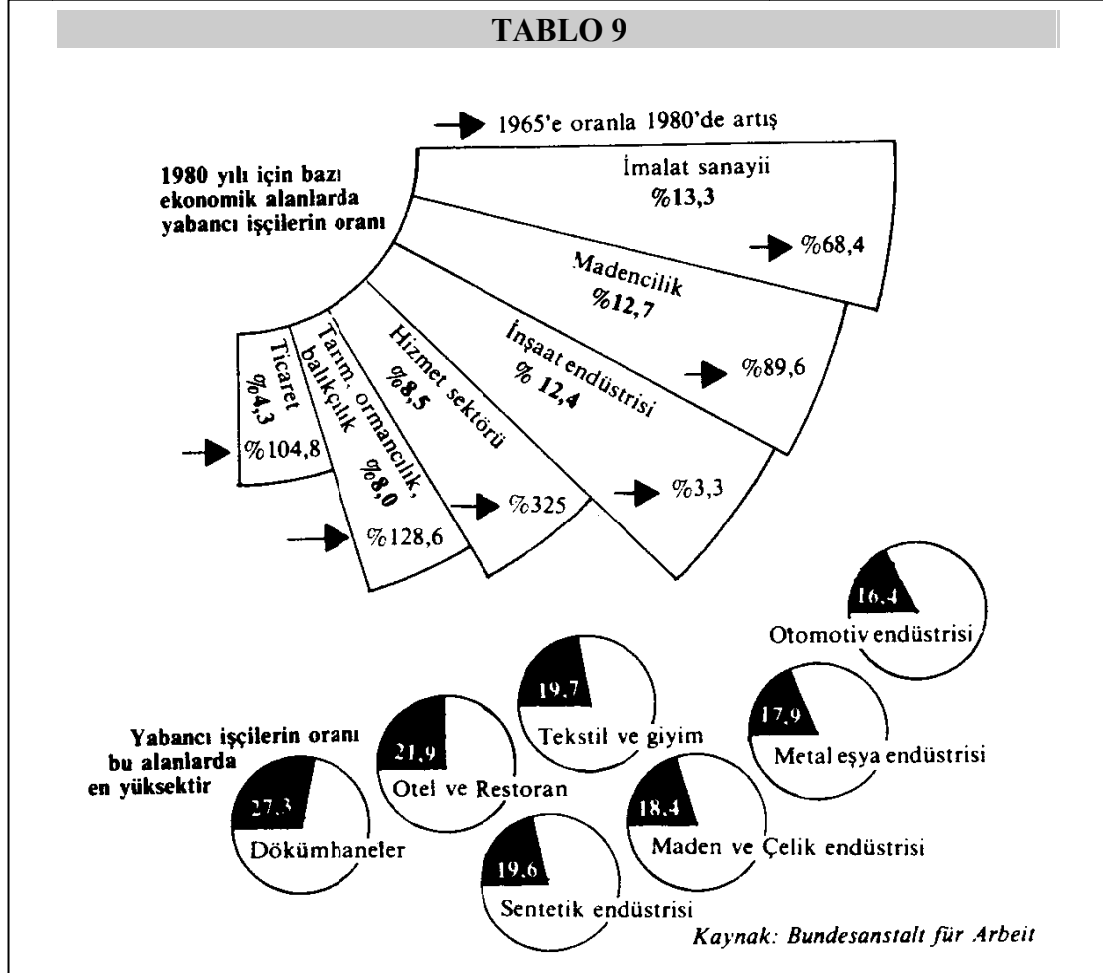 TABLO 9
1965'e oranla 1980'de artış
1980 yılı için bazı
ekonomik alanlarda
yabancı işçilerin oranı
İmalat sanayii
%13,3
%68,4
Madencilik
%12,7
%89,6
İnşaat endüstrisi
% 12,4
%3,3
Hizmet sektörü
%8,5
%325
Tarım, ormancılık,
balıkçılık
%8,0
%128,6
Ticaret
%4,3
%104,8
16,4
Otomotiv endüstrisi
19,7
Tekstil ve giyim
17,9
Metal eşya endüstrisi
Yabancı işçilerin oranı
bu alanlarda
en yüksektir
21,9
Otel ve Restoran
27,3
Dökümhaneler
18,4
Maden ve Çelik endüstrisi
19,6
Sentetik endüstrisi
Kaynak: Bundesanstalt für Arbeit